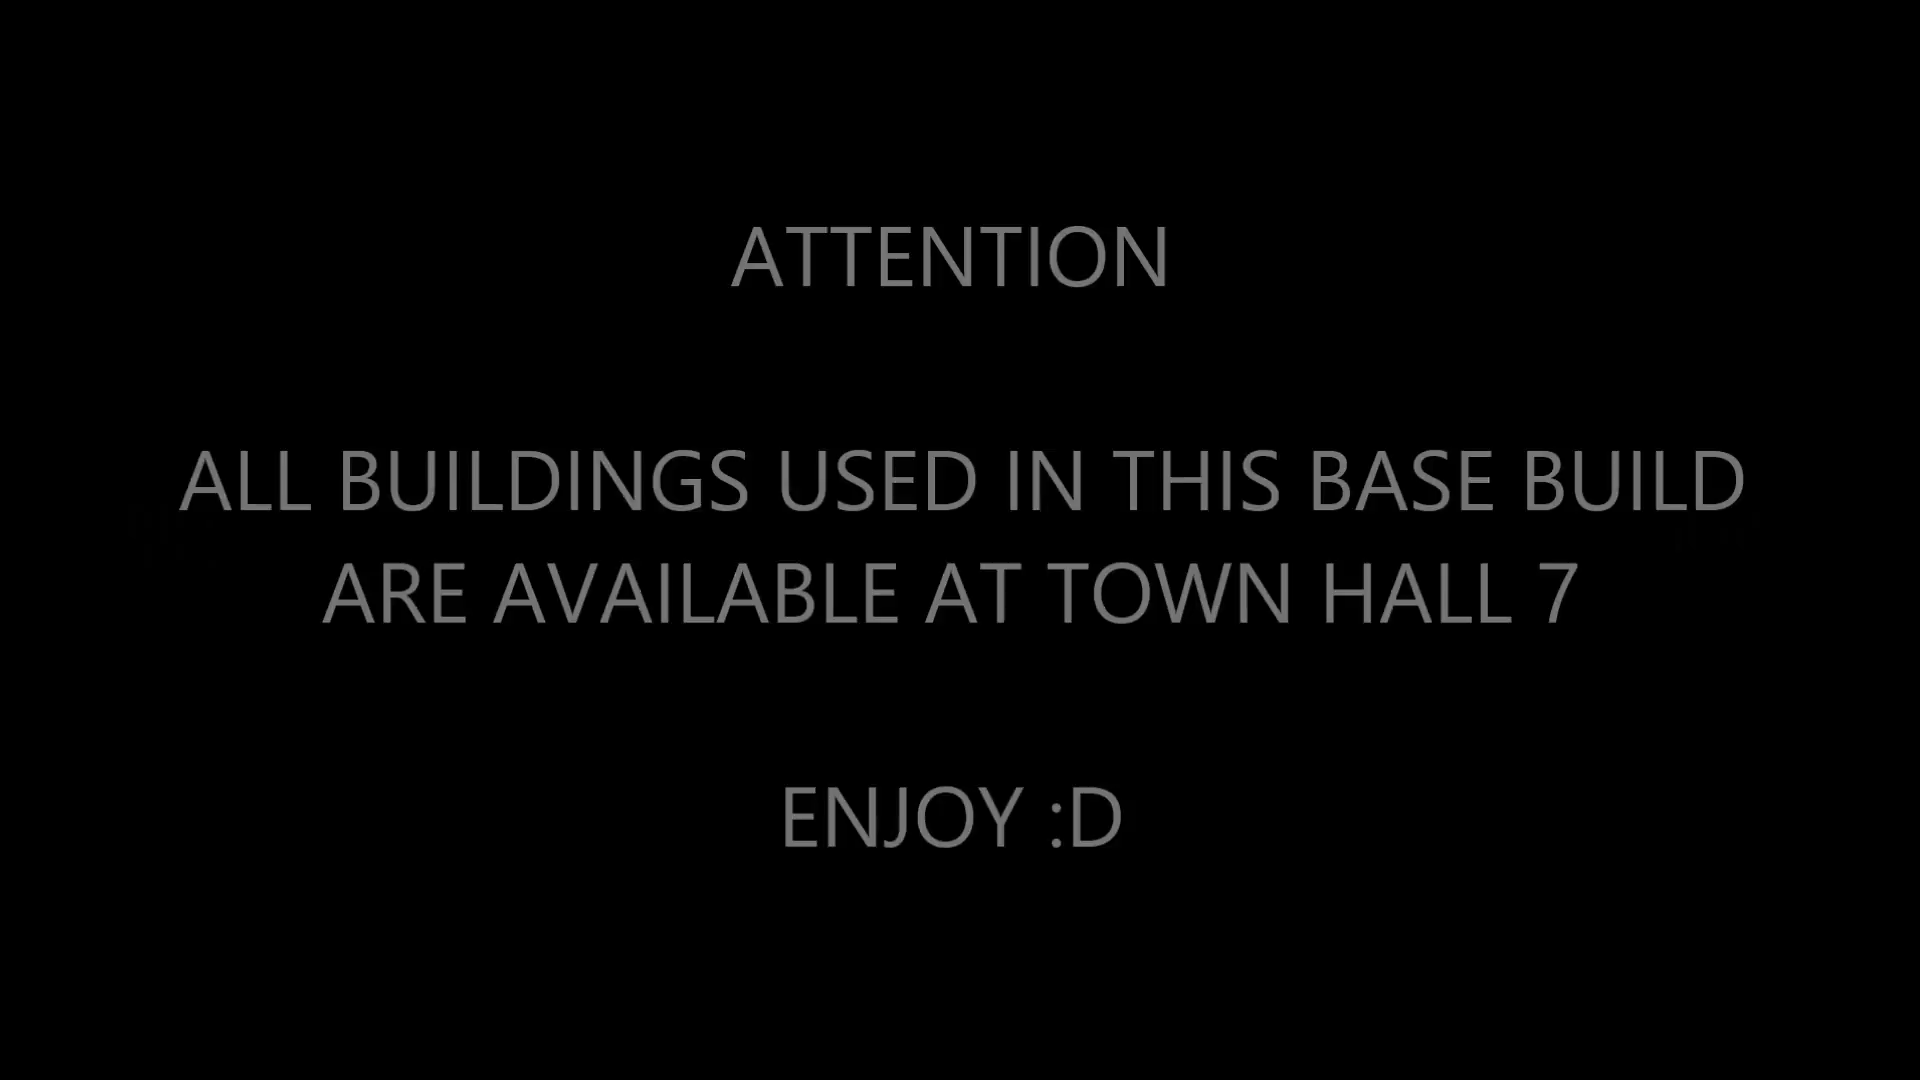 ATTENTION
ALL BUILDINGS USED IN THIS BASE BUILD
ARE AVAILABLE AT TOWN HALL 7
ENJOY :D